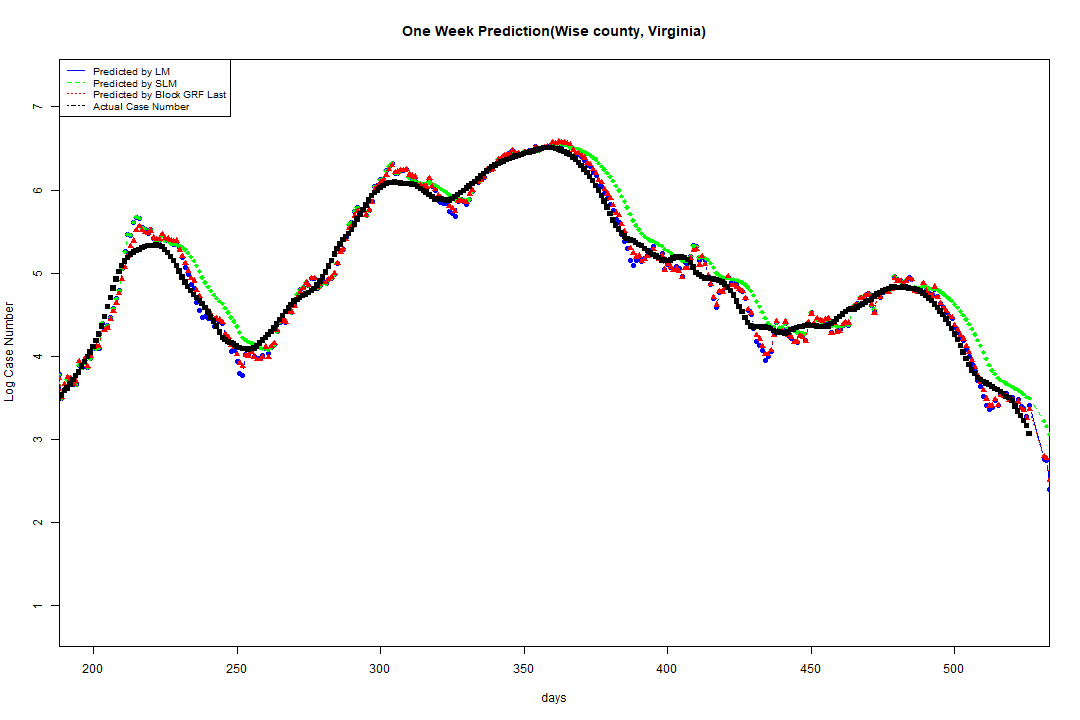 One Week Prediction(Wise county, Virginia)
Predicted by LM
Predicted by SLM
Predicted by Block GRF Last
Actual Case Number
7
6
5
4
3
2
1
Log Case Number
200 250 300 350 400 450 500
days